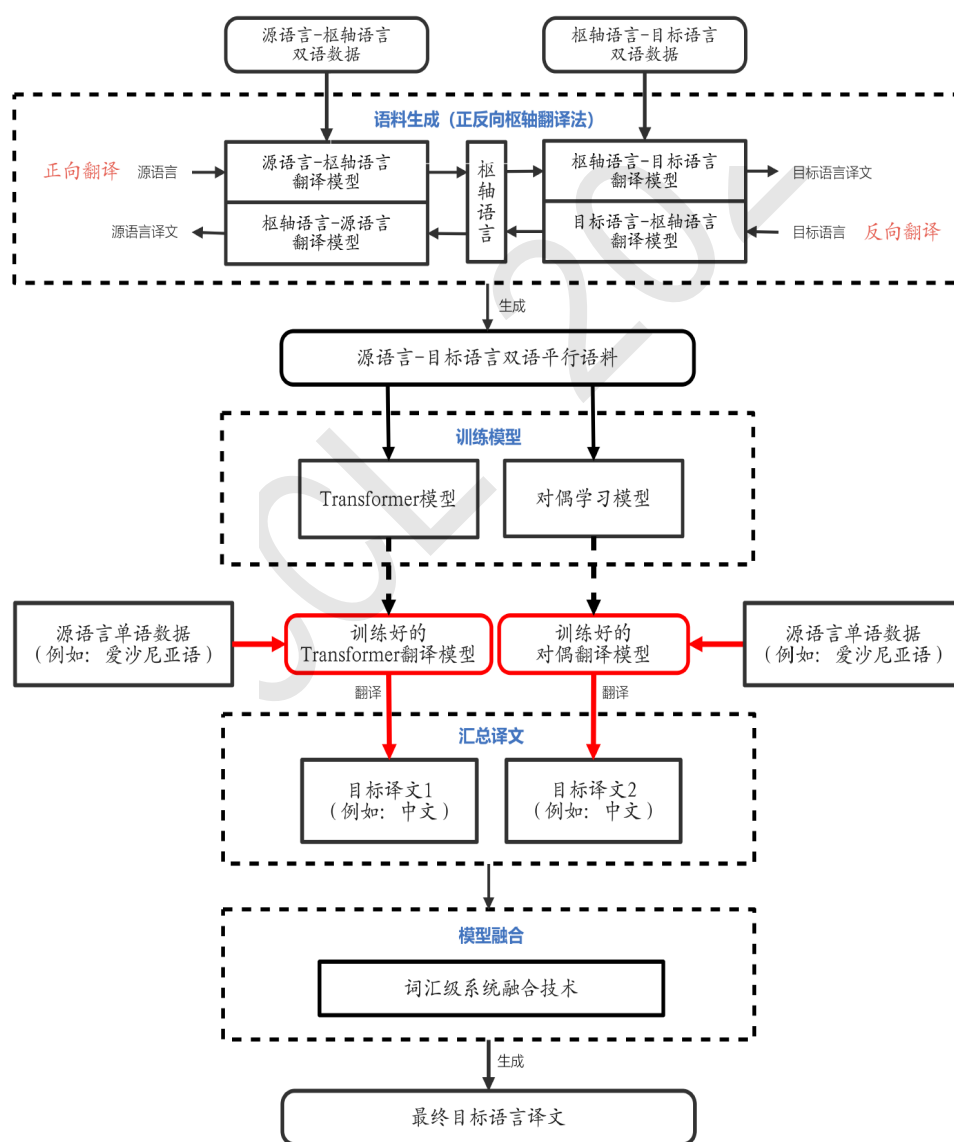 源语言-枢轴语言
双语数据
枢轴语言-目标语言
双语数据
语料生成（正反向枢轴翻译法）
正向翻译
源语言
源语言-枢轴语言
翻译模型
枢轴语言
枢轴语言-目标语言
翻译模型
目标语言译文
源语言译文
枢轴语言-源语言
翻译模型
目标语言-枢轴语言
翻译模型
目标语言
反向翻译
生成
源语言-目标语言双语平行语料
训练模型
Transformer模型
对偶学习模型
源语言单语数据
（例如：爱沙尼亚语）
训练好的
Transformer翻译模型
训练好的
对偶翻译模型
源语言单语数据
（例如：爱沙尼亚语）
翻译
翻译
汇总译文
目标译文1
（例如：中文）
目标译文2
（例如：中文）
模型融合
词汇级系统融合技术
生成
最终目标语言译文